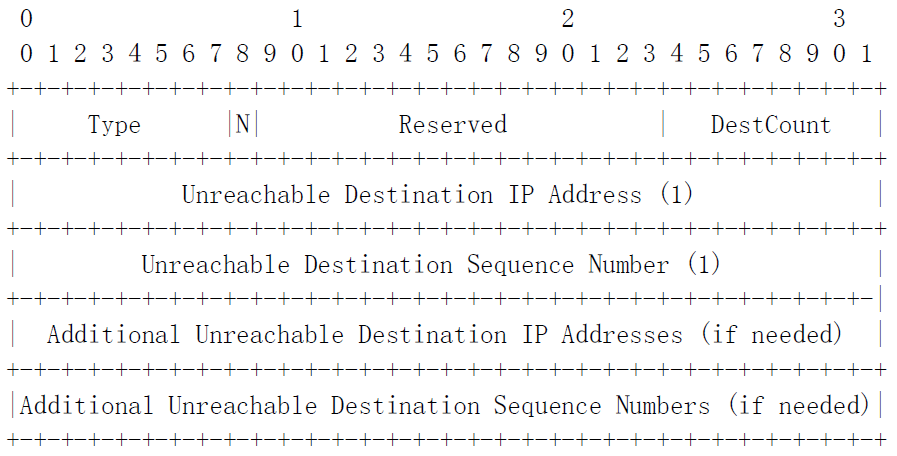 0                   1                   2                   3
 0 1 2 3 4 5 6 7 8 9 0 1 2 3 4 5 6 7 8 9 0 1 2 3 4 5 6 7 8 9 0 1
+-+-+-+-+-+-+-+-+-+-+-+-+-+-+-+-+-+-+-+-+-+-+-+-+-+-+-+-+-+-+-+-+
|     Type      |N|          Reserved           |   DestCount   |
+-+-+-+-+-+-+-+-+-+-+-+-+-+-+-+-+-+-+-+-+-+-+-+-+-+-+-+-+-+-+-+-+
|            Unreachable Destination IP Address (1)             |
+-+-+-+-+-+-+-+-+-+-+-+-+-+-+-+-+-+-+-+-+-+-+-+-+-+-+-+-+-+-+-+-+
|         Unreachable Destination Sequence Number (1)           |
+-+-+-+-+-+-+-+-+-+-+-+-+-+-+-+-+-+-+-+-+-+-+-+-+-+-+-+-+-+-+-+-|
|  Additional Unreachable Destination IP Addresses (if needed)  |
+-+-+-+-+-+-+-+-+-+-+-+-+-+-+-+-+-+-+-+-+-+-+-+-+-+-+-+-+-+-+-+-+
|Additional Unreachable Destination Sequence Numbers (if needed)|
+-+-+-+-+-+-+-+-+-+-+-+-+-+-+-+-+-+-+-+-+-+-+-+-+-+-+-+-+-+-+-+-+